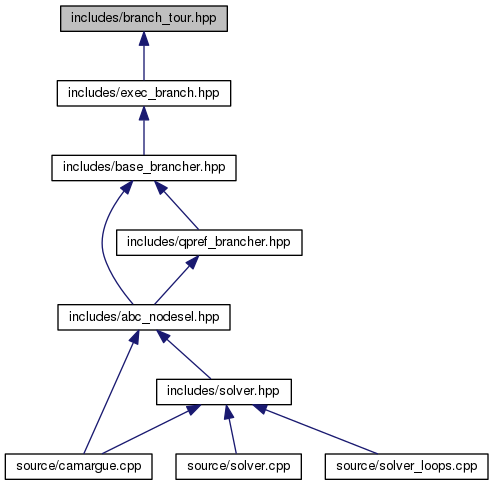 includes/branch_tour.hpp
includes/exec_branch.hpp
includes/base_brancher.hpp
includes/qpref_brancher.hpp
includes/abc_nodesel.hpp
includes/solver.hpp
source/camargue.cpp
source/solver.cpp
source/solver_loops.cpp